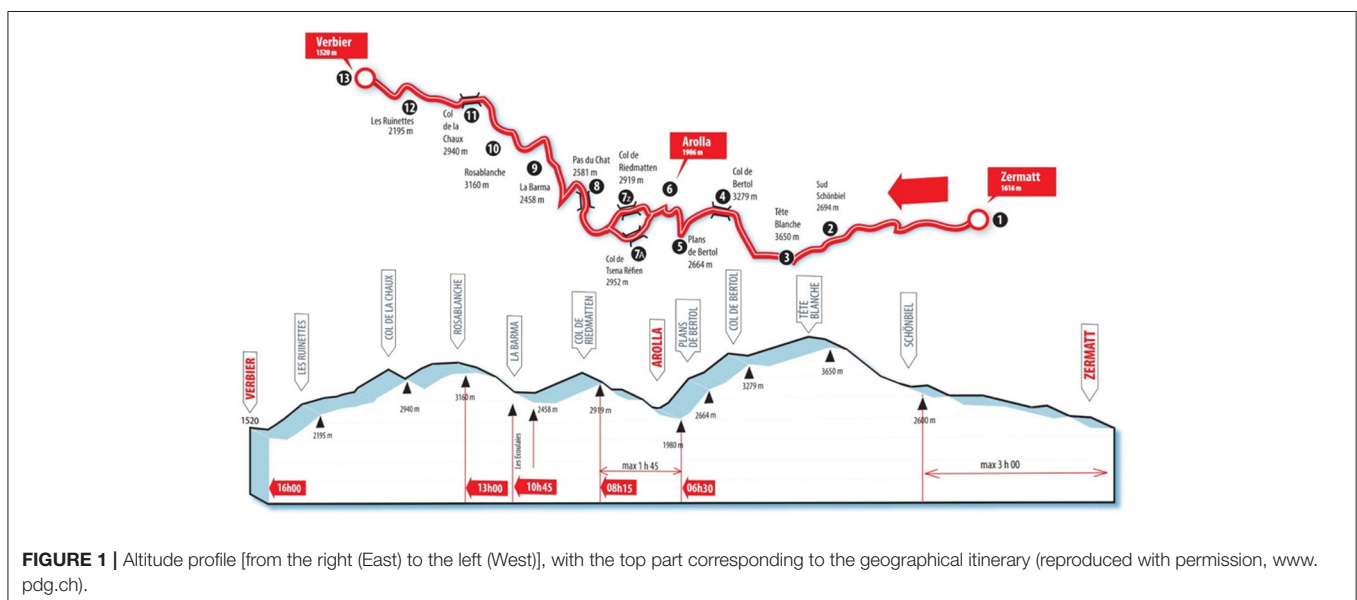 Verbier
1520 m
13
12
Les Ruinettes
2195 m
11
Col
de la
Chaux
2940 m
10
Rosablanche
3160 m
9
La Barma
2458 m
Pas du Chat
2581 m
8
Col de
Riedmatten
2919 m
7B
7A
Col de
Tsena Réfien
2952 m
Arolla
1986 m
6
5
Plans
de Bertol
2664 m
4
Col de
Bertol
3279 m
Tête
Blanche
3650 m
3
Sud
Schönbiel
2694 m
2
Zermatt
1616 m
1
VERBIER
LES RUINETTES
COL DE LA CHAUX
ROSABLANCHE
LA BARMA
COL DE
RIEDMATTEN
AROLLA
PLANS
DE BERTOL
COL DE BERTOL
TÊTE
BLANCHE
SCHÖNBIEL
ZERMATT
1520
2195 m
2940 m
3160 m
Les Ecoulaies
2458 m
2919 m
1980 m
2664 m
3279 m
3650 m
2600 m
max 1 h 45
max 3 h 00
16h00
13h00
10h45
08h15
06h30
FIGURE 1 | Altitude profile [from the right (East) to the left (West)], with the top part corresponding to the geographical itinerary (reproduced with permission, www.
pdg.ch).